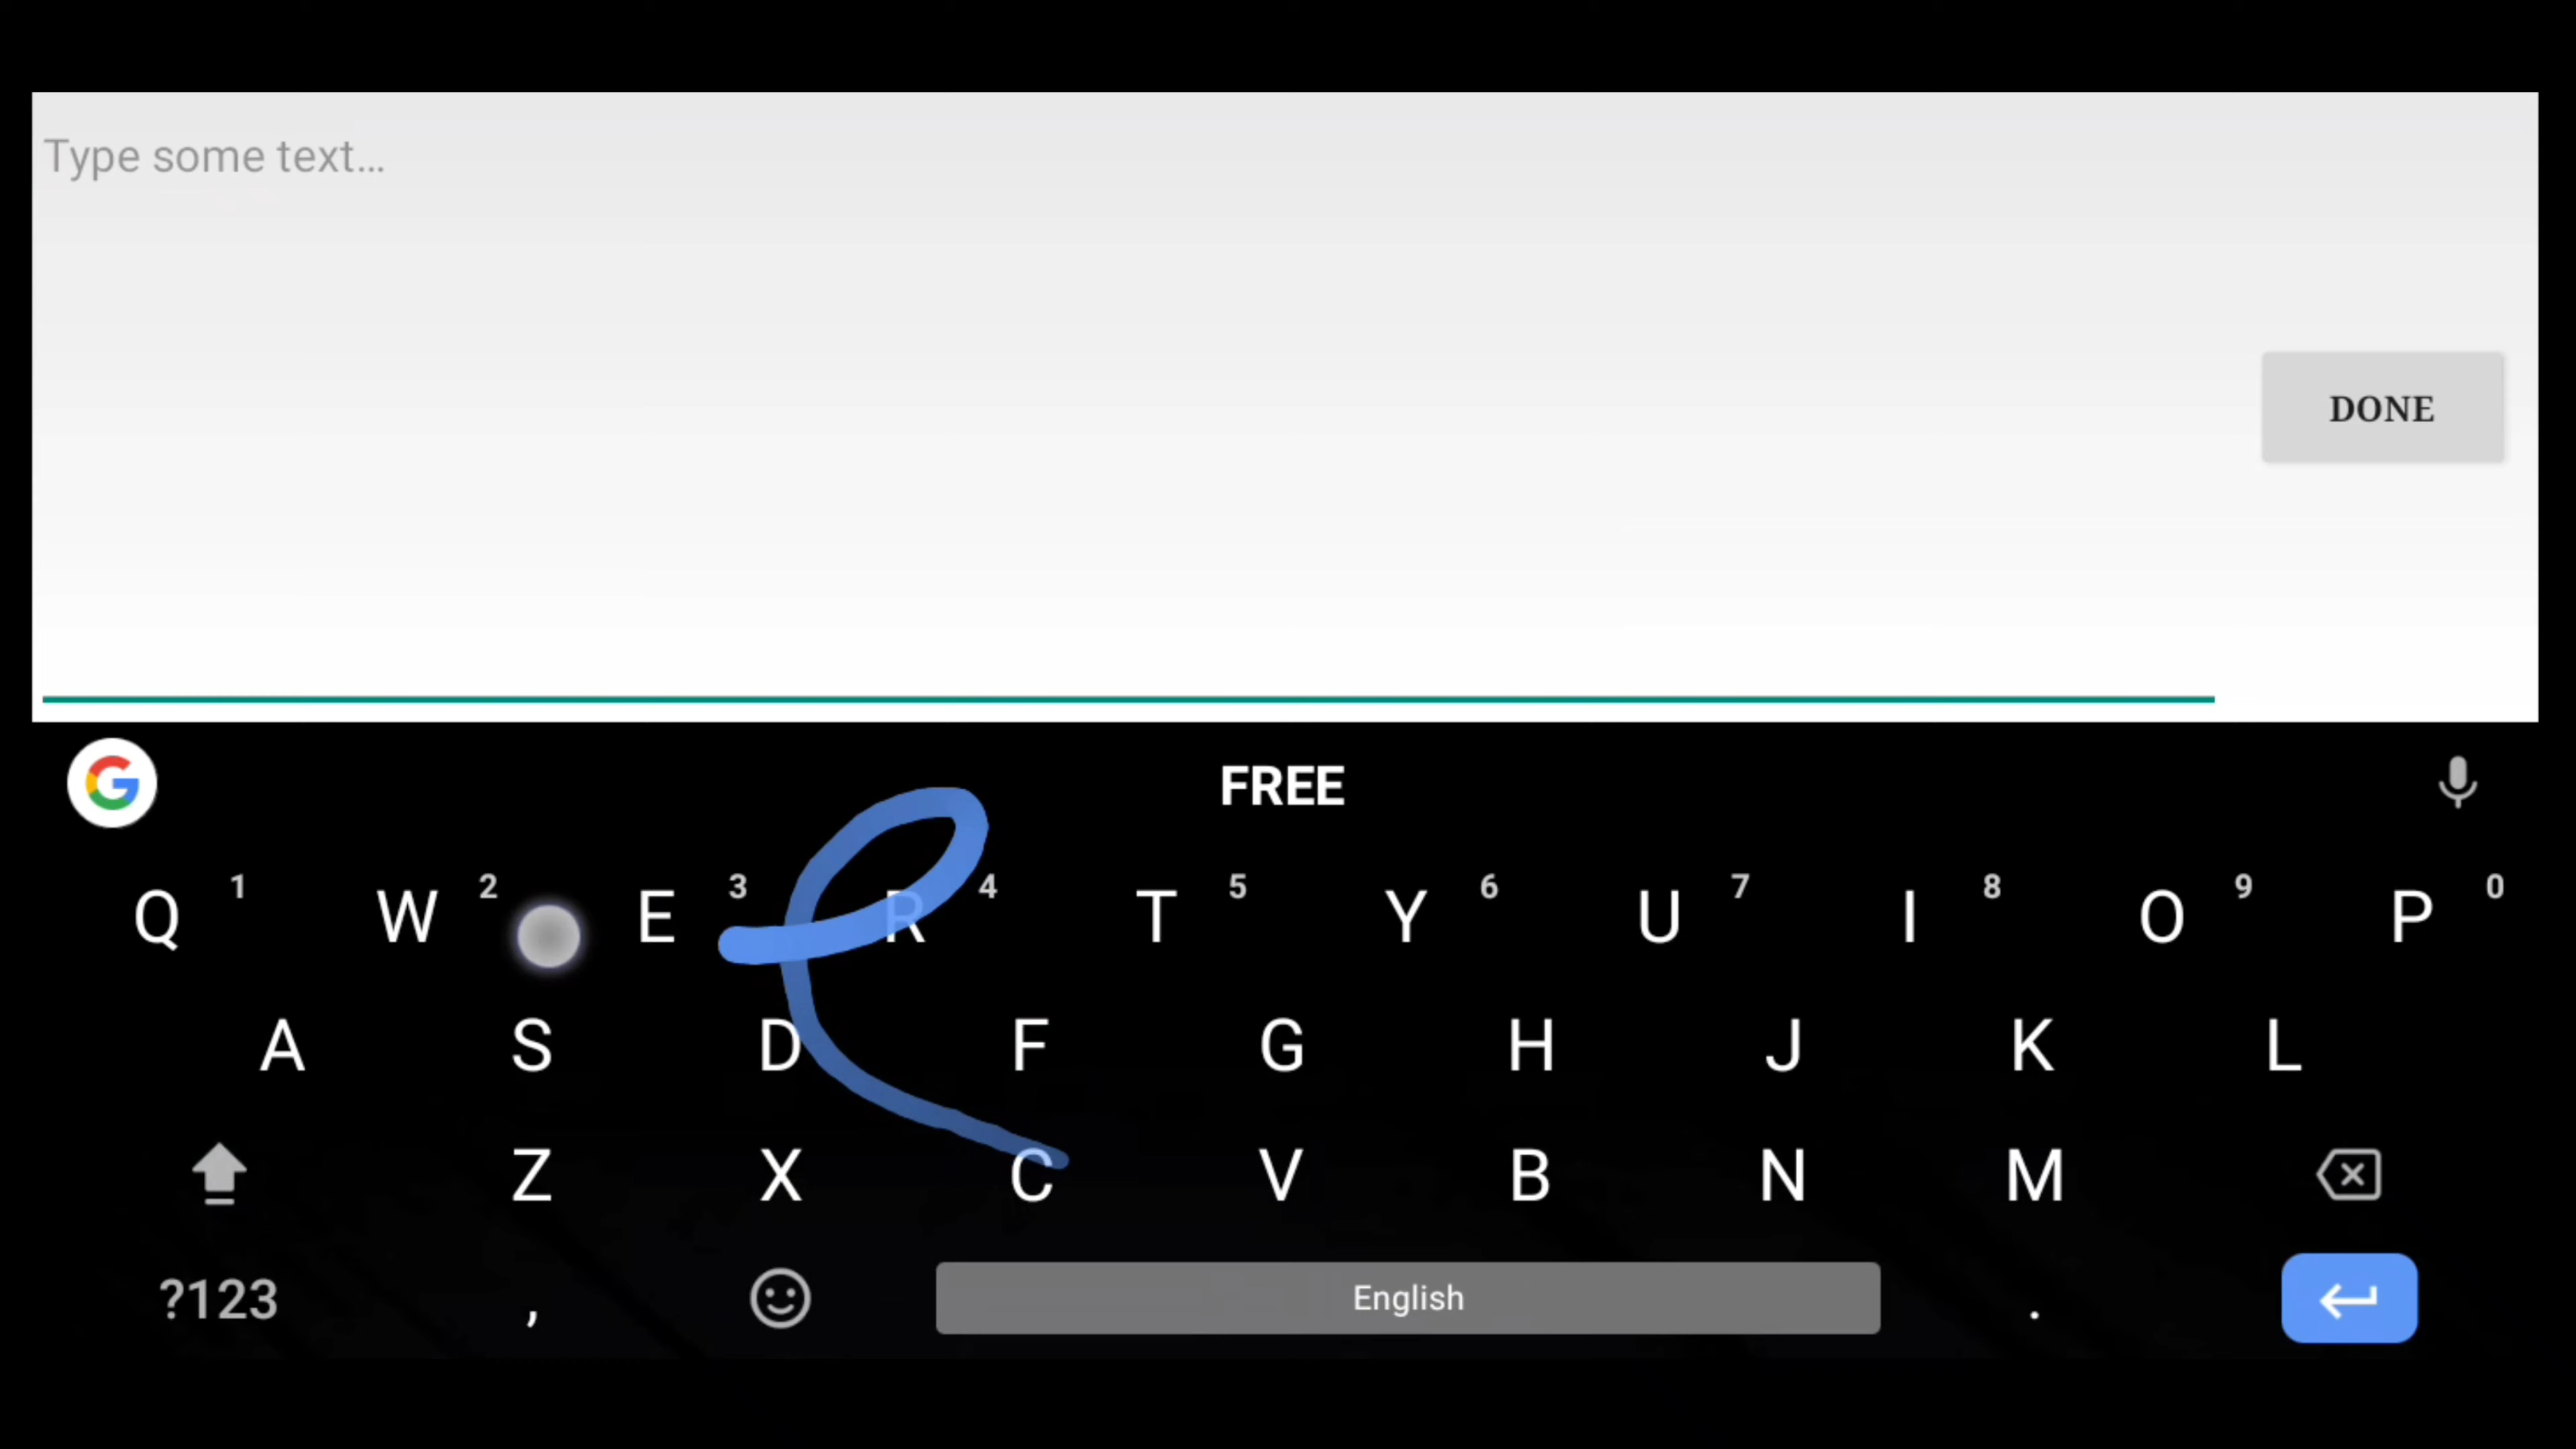 Type some text...
DONE
FREE
Q 1 W 2 E 3 R 4 T 5 Y 6 U 7 I 8 O 9 P 0
A S D F G H J K L
Z X C V B N M
?123 , English .